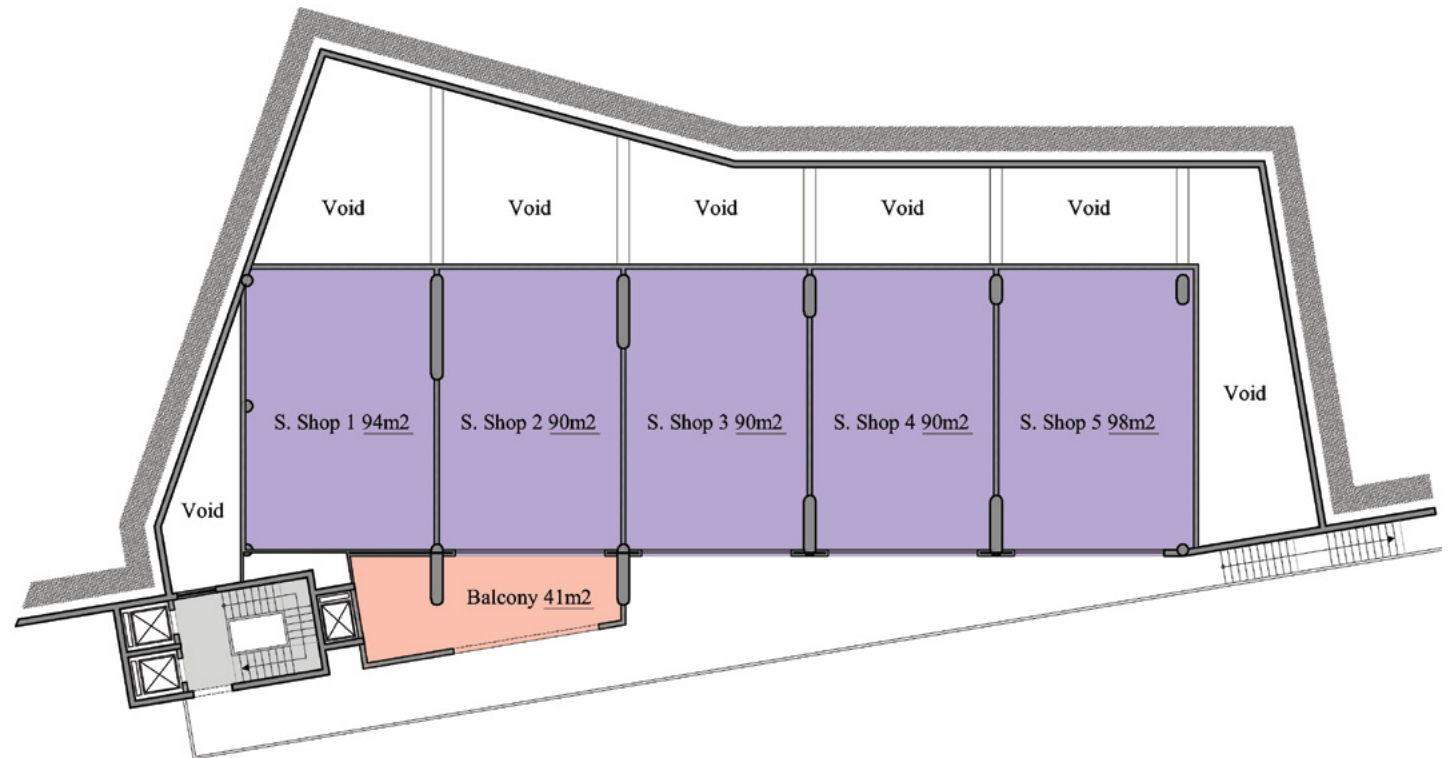 Void
Void
Void
Void
Void
Void
S. Shop 1 94m2
S. Shop 2 90m2
S. Shop 3 90m2
S. Shop 4 90m2
S. Shop 5 98m2
Void
Balcony 41m2